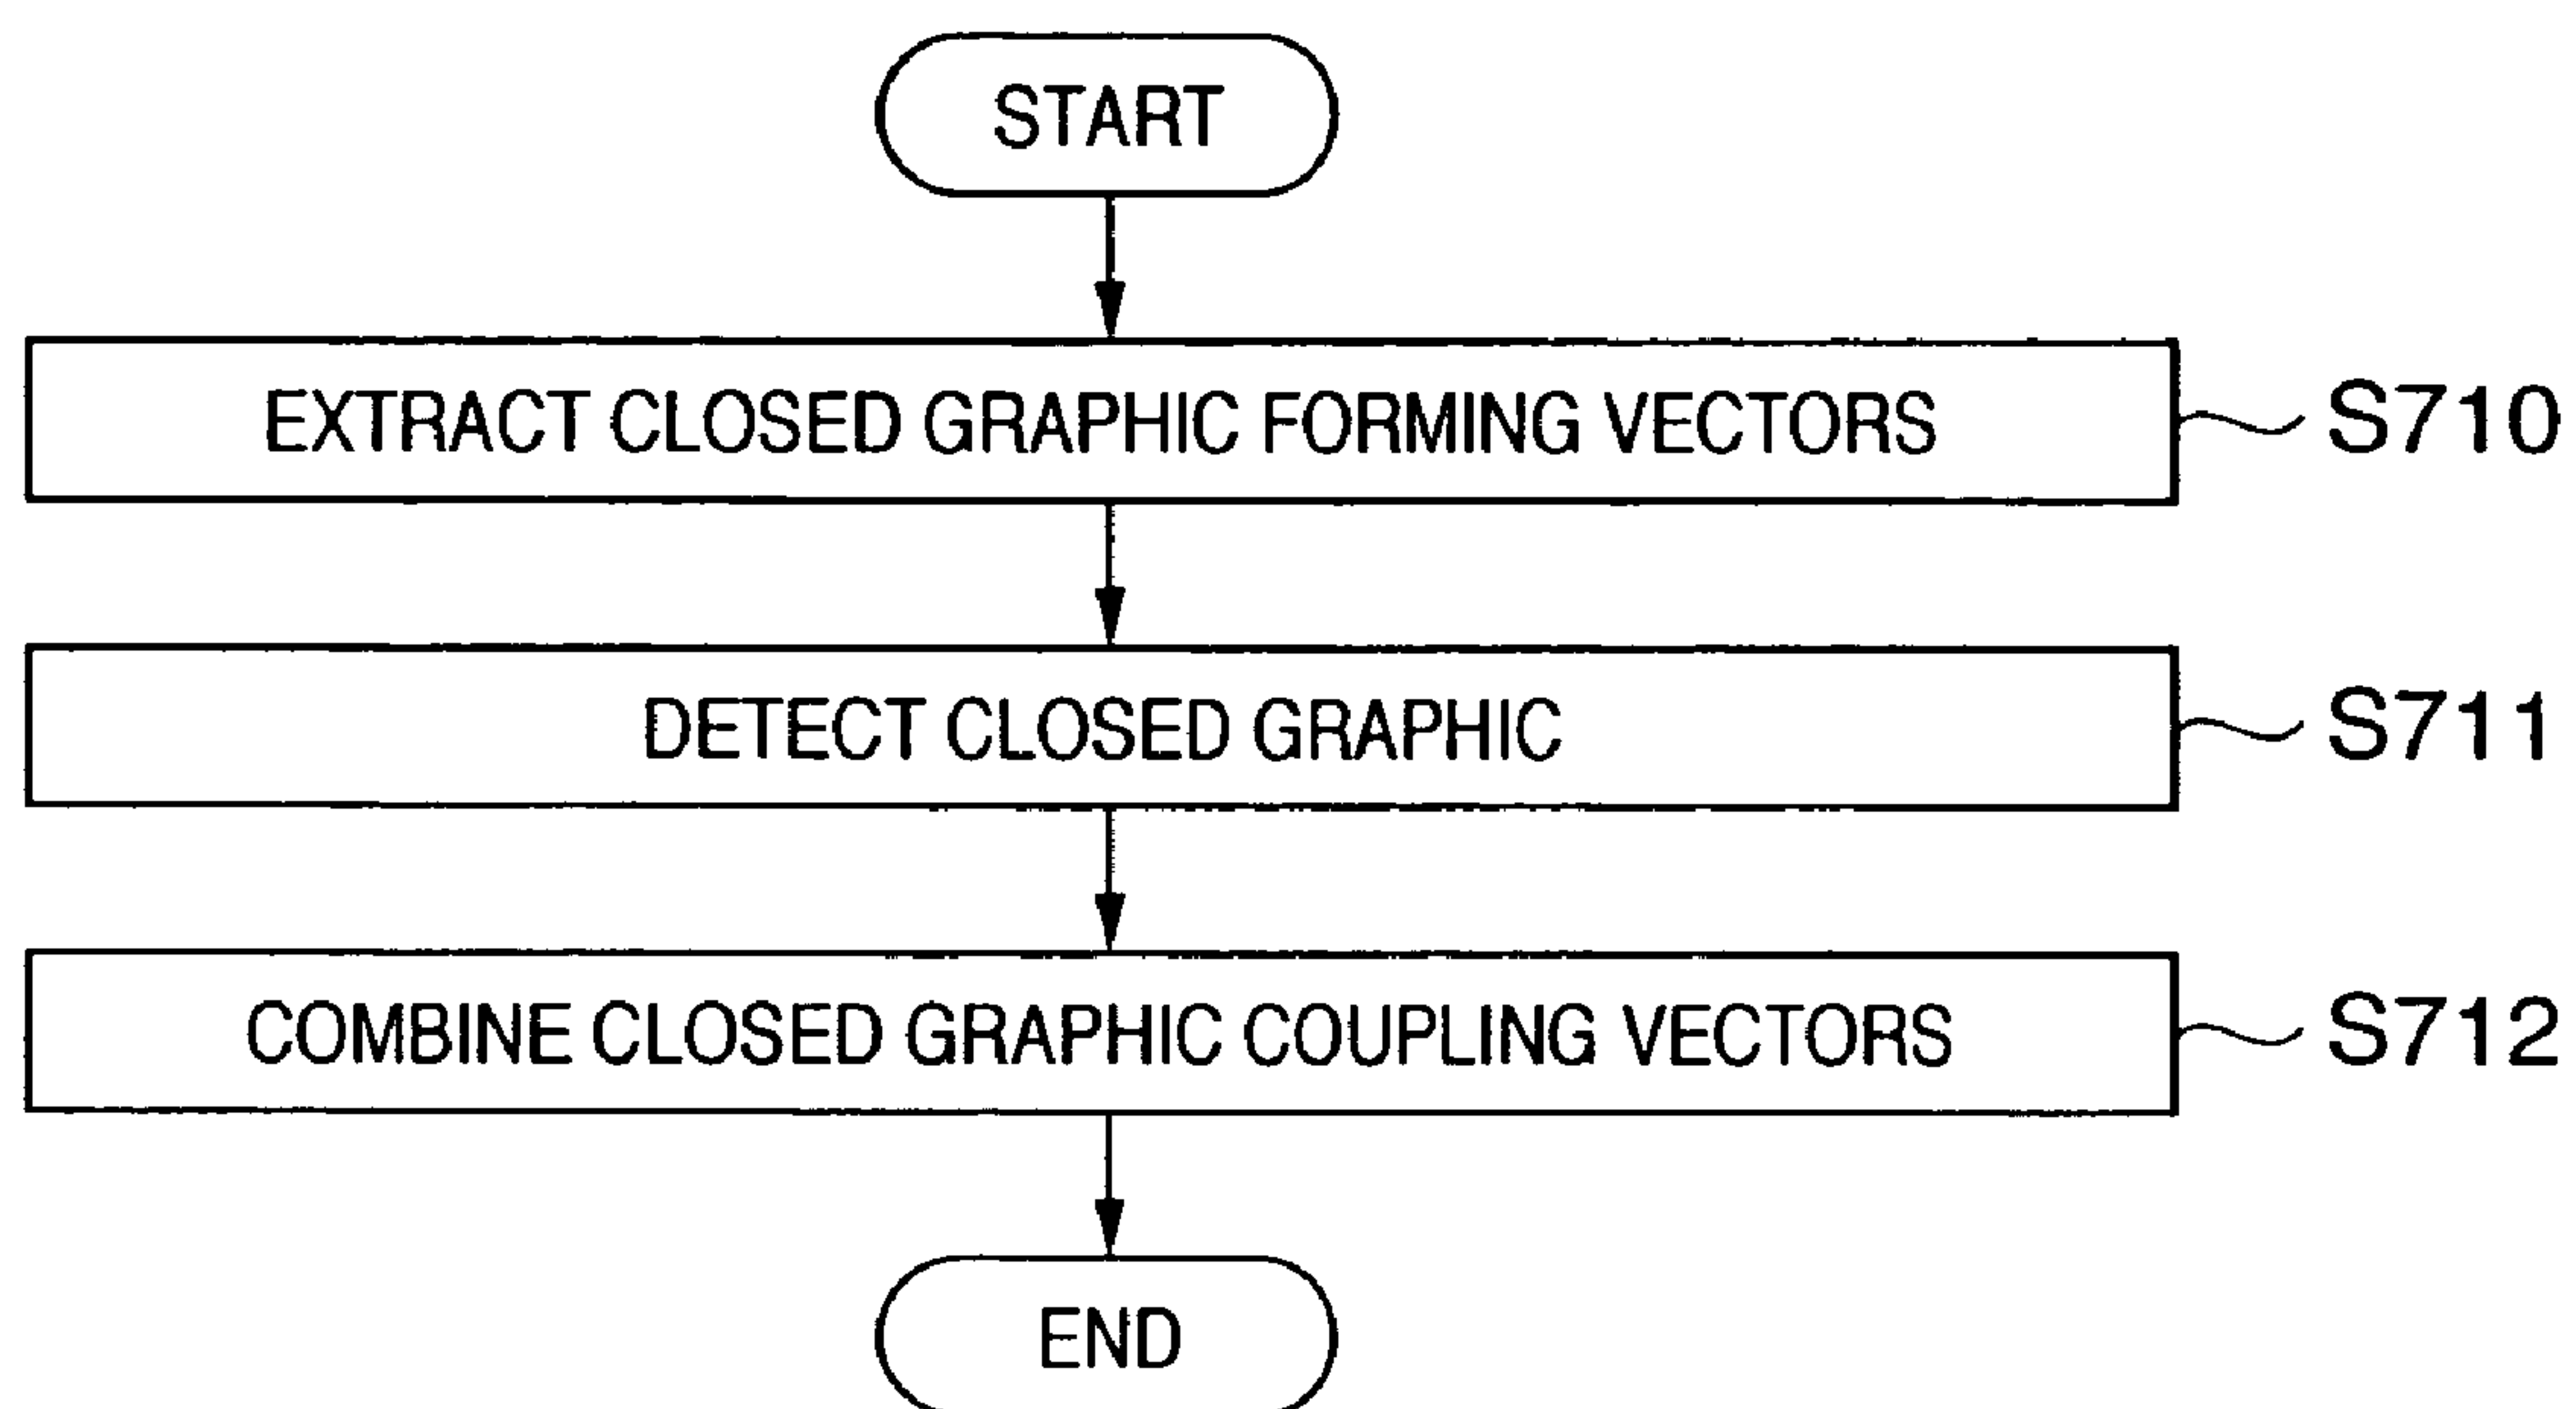 START
EXTRACT CLOSED GRAPHIC FORMING VECTORS
S710
DETECT CLOSED GRAPHIC
S711
COMBINE CLOSED GRAPHIC COUPLING VECTORS
S712
END